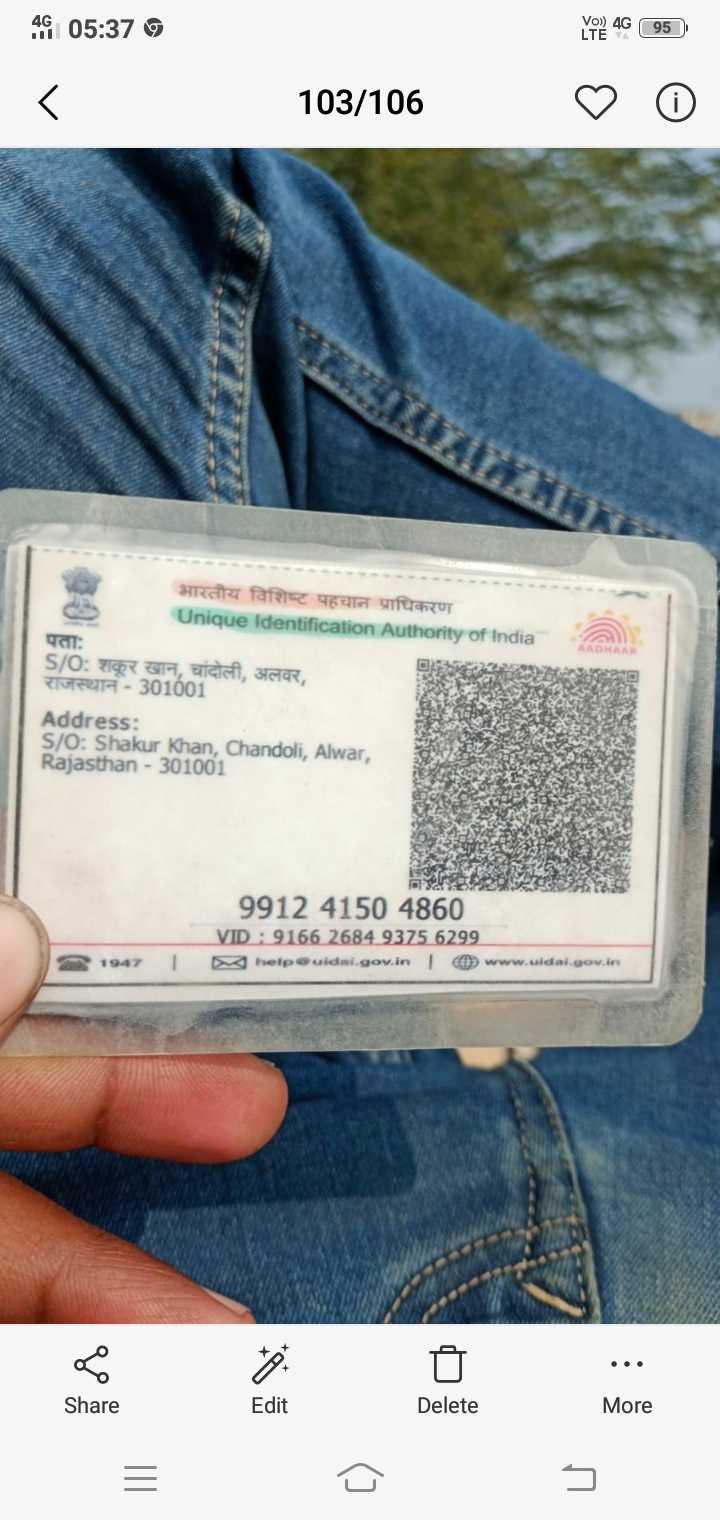 4G 05:37 Vo)) LTE 4G 95
103/106
भारतीय विशिष्ट पहचान प्राधिकरण
Unique Identification Authority of India
AADHAAR
पता:
S/O: शकूर खान, चांदोली, अलवर,
राजस्थान - 301001
Address:
S/O: Shakur Khan, Chandoli, Alwar,
Rajasthan - 301001
9912 4150 4860
VID : 9166 2684 9375 6299
1947 | help@uidai.gov.in | www.uidai.gov.in
Share Edit Delete More